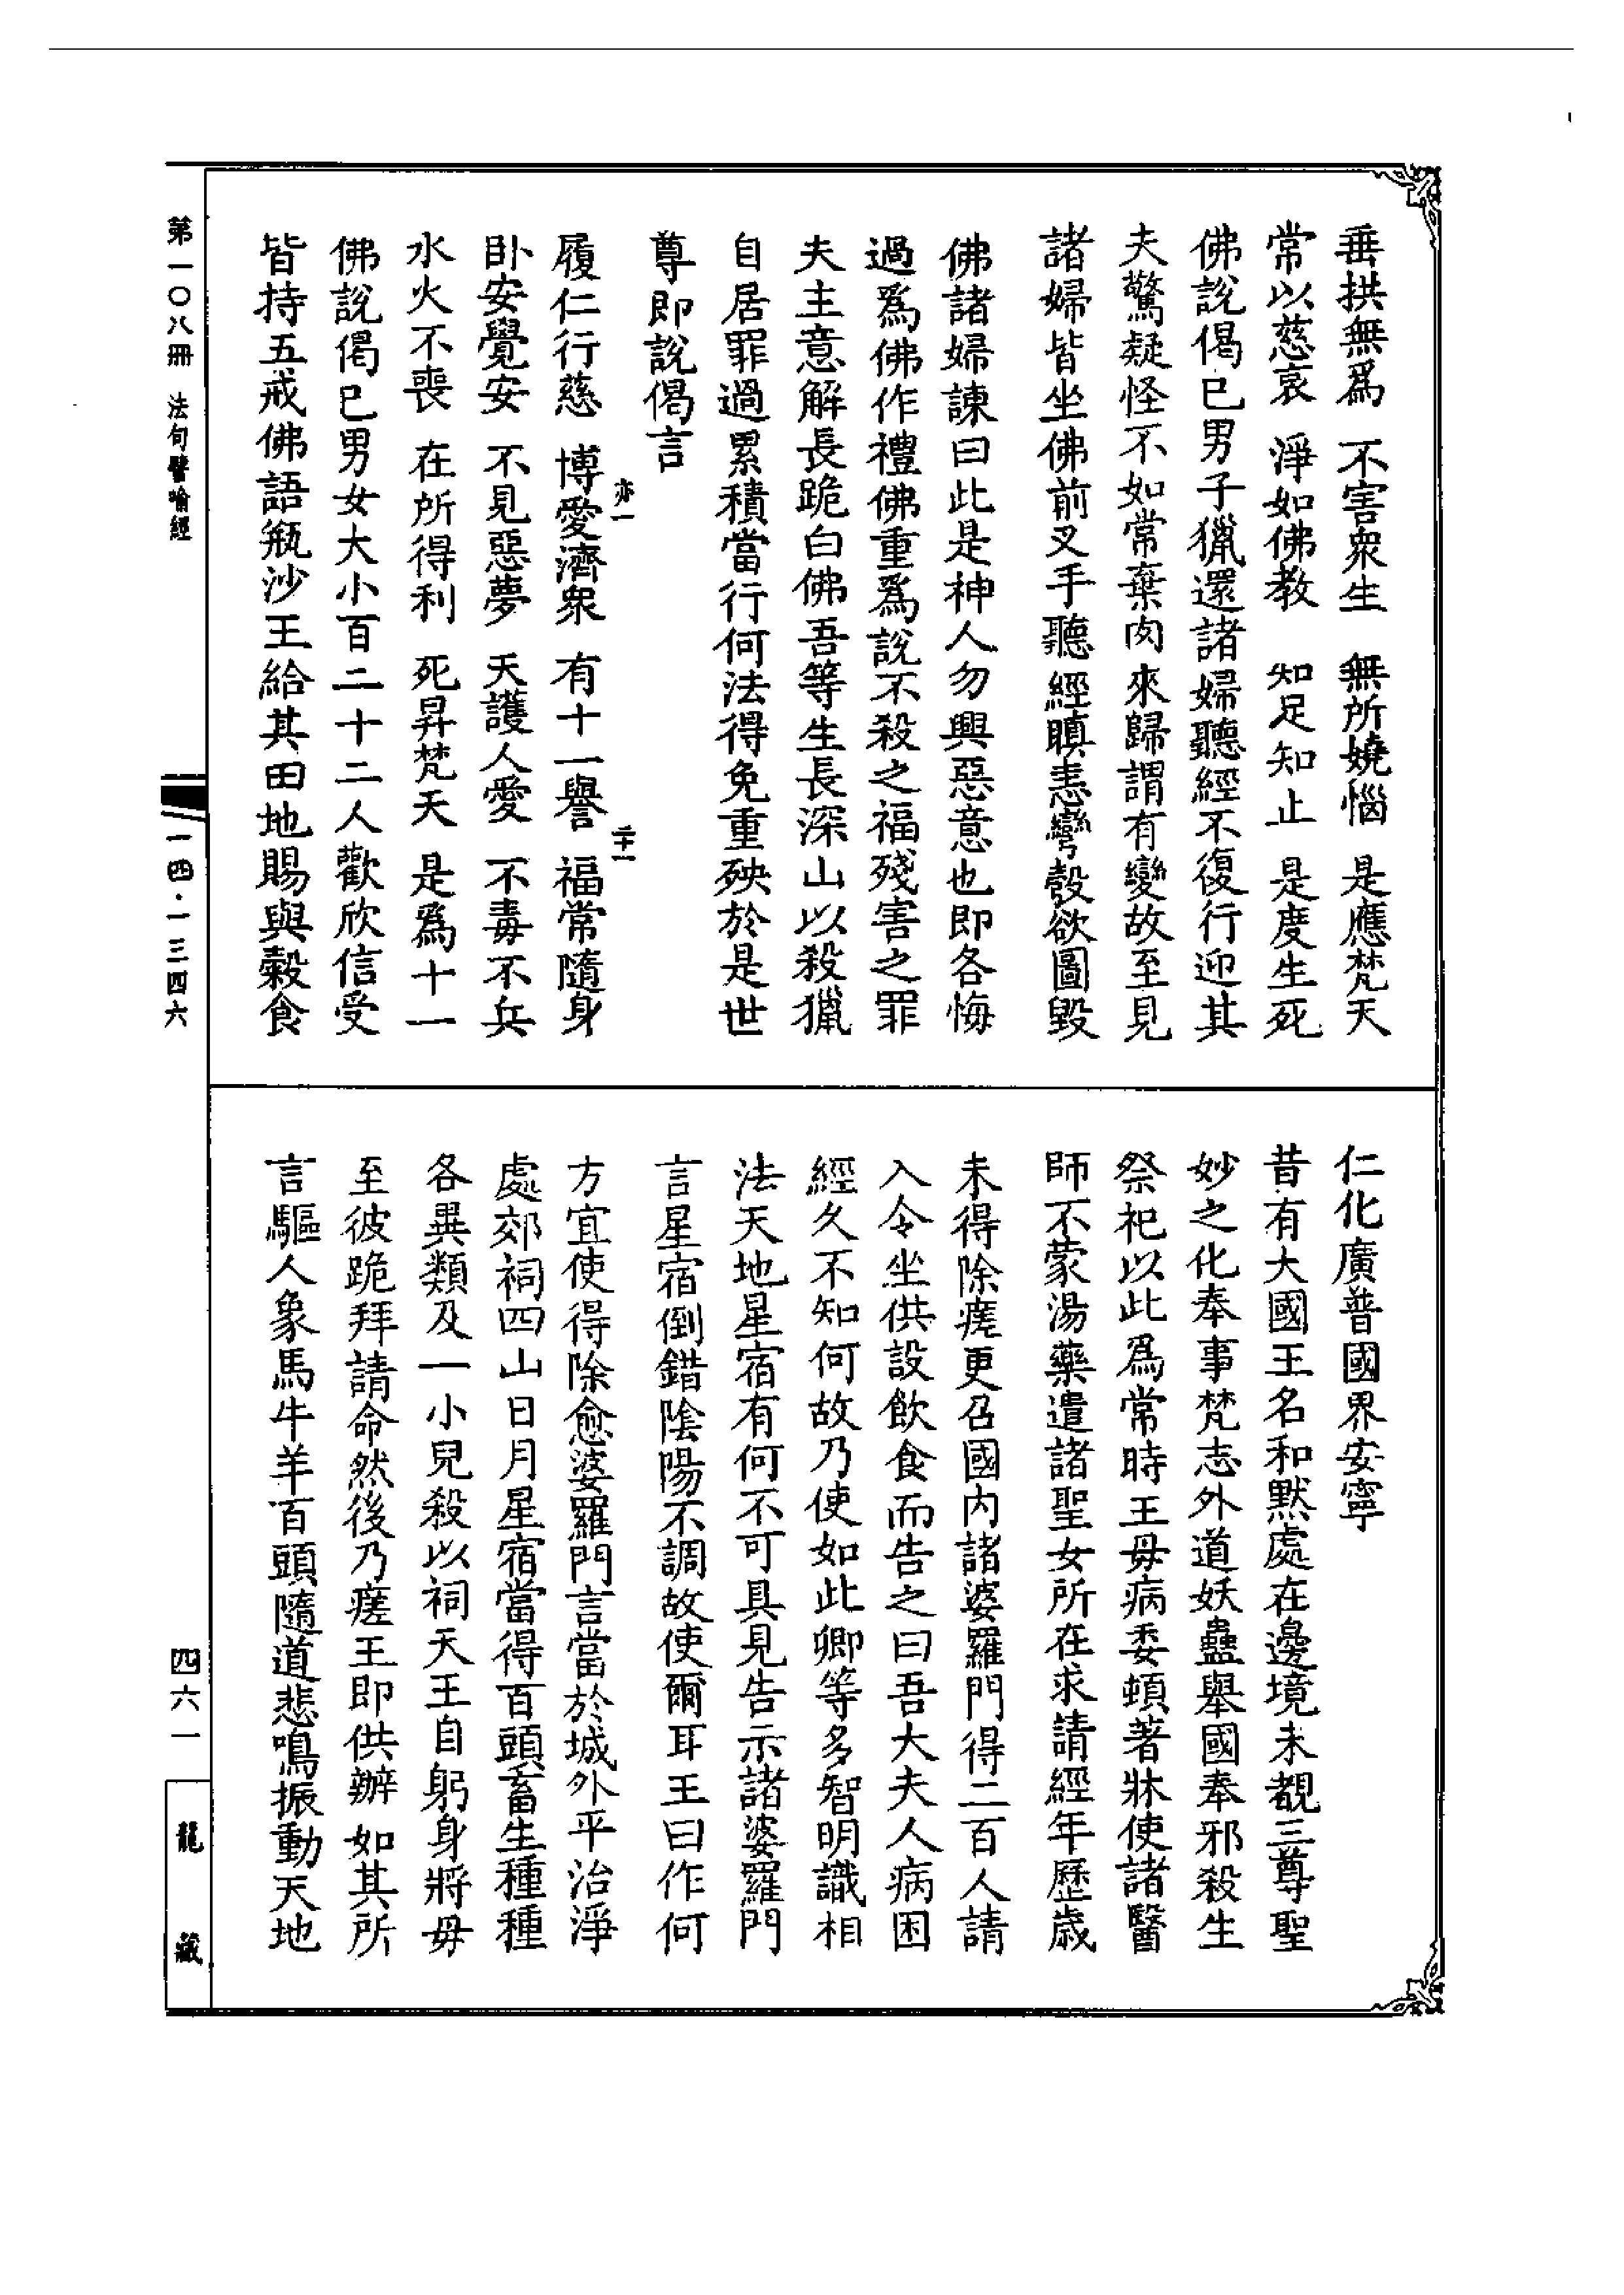 垂拱無爲　不害衆生　無所嬈惱　是應梵天
常以慈哀　淨如佛教　知足知止　是度生死
佛說偈已男子獵還諸婦聽經不復行迎其
夫驚疑怪不如常棄肉來歸謂有變故至見
諸婦皆坐佛前叉手聽經瞋恚彎彀欲圖毀
佛諸婦諫曰此是神人勿興惡意也即各悔
過爲佛作禮佛重爲說不殺之福殘害之罪
夫主意解長跪白佛吾等生長深山以殺獵
自居罪過累積當行何法得免重殃於是世
尊即說偈言
亦一
二十一
履仁行慈　博愛濟衆　有十一譽　福常隨身
臥安覺安　不見惡夢　天護人愛　不毒不兵
水火不喪　在所得利　死昇梵天　是爲十一
佛說偈已男女大小百二十二人歡欣信受
皆持五戒佛語瓶沙王給其田地賜與穀食
仁化廣普國界安寧
昔有大國王名和默處在邊境未覩三尊聖
妙之化奉事梵志外道妖蠱舉國奉邪殺生
祭祀以此爲常時王母病委頓著牀使諸醫
師不蒙湯藥遣諸聖女所在求請經年歷歲
未得除瘥更召國內諸婆羅門得二百人請
入令坐供設飲食而告之曰吾大夫人病困
經久不知何故乃使如此卿等多智明識相
法天地星宿有何不可具見告示諸婆羅門
言星宿倒錯陰陽不調故使爾耳王曰作何
方宜使得除愈婆羅門言當於城外平治淨
處郊祠四山日月星宿當得百頭畜生種種
各異類及一小兒殺以祠天王自躬身將母
至彼跪拜請命然後乃瘥王即供辦如其所
言驅人象馬牛羊百頭隨道悲鳴振動天地
第一〇八冊　法句譬喻經
一四·一三四六
四六一
龍藏